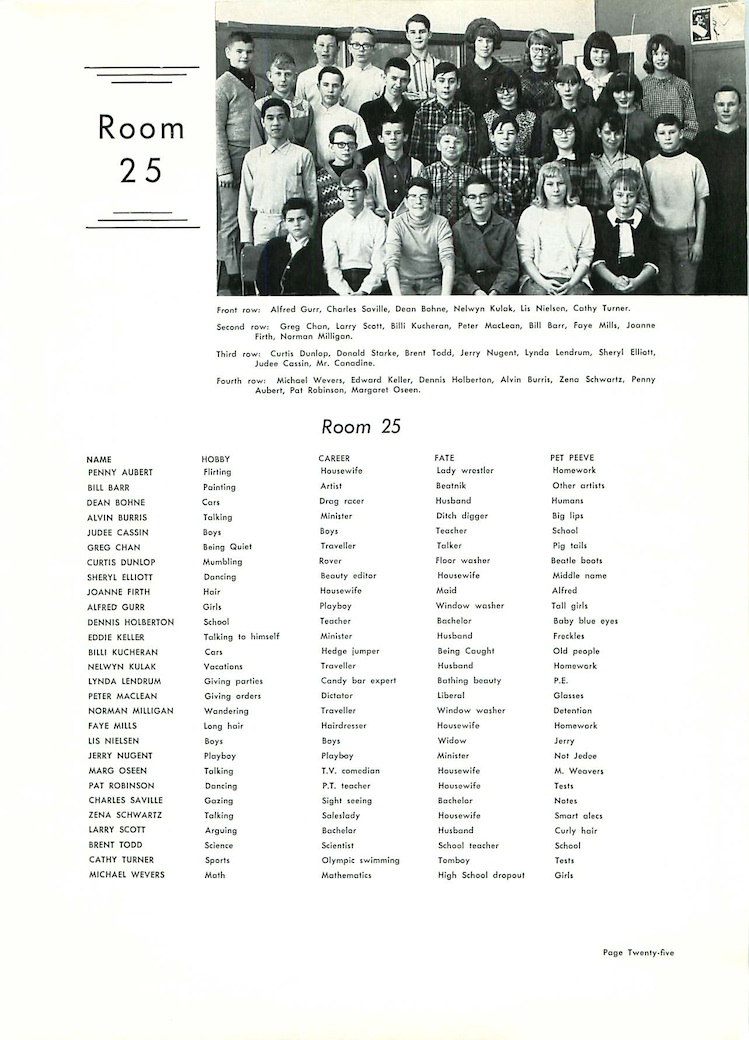 Room
25
Front row: Alfred Gurr, Charles Saville, Dean Bohne, Nelwyn Kulak, Lis Nielsen, Cathy Turner.
Second row: Greg Chan, Larry Scott, Billi Kucheran, Peter MacLean, Bill Barr, Faye Mills, Joanne
Firth, Norman Milligan.
Third row: Curtis Dunlop, Donald Starke, Brent Todd, Jerry Nugent, Lynda Lendrum, Sheryl Elliott,
Judee Cassin, Mr. Canadine.
Fourth row: Michael Wevers, Edward Keller, Dennis Holberton, Alvin Burris, Zena Schwartz, Penny
Aubert, Pat Robinson, Margaret Oseen.
Room 25
NAME HOBBY CAREER FATE PET PEEVE
PENNY AUBERT Flirting Housewife Lady wrestler Homework
BILL BARR Painting Artist Beatnik Other artists
DEAN BOHNE Cars Drag racer Husband Humans
ALVIN BURRIS Talking Minister Ditch digger Big lips
JUDEE CASSIN Boys Boys Teacher School
GREG CHAN Being Quiet Traveller Talker Pig tails
CURTIS DUNLOP Mumbling Rover Floor washer Beatle boots
SHERYL ELLIOTT Dancing Beauty editor Housewife Middle name
JOANNE FIRTH Hair Housewife Maid Alfred
ALFRED GURR Girls Playboy Window washer Tall girls
DENNIS HOLBERTON School Teacher Bachelor Baby blue eyes
EDDIE KELLER Talking to himself Minister Husband Freckles
BILLI KUCHERAN Cars Hedge jumper Being Caught Old people
NELWYN KULAK Vacations Traveller Husband Homework
LYNDA LENDRUM Giving parties Candy bar expert Bathing beauty P.E.
PETER MACLEAN Giving orders Dictator Liberal Glasses
NORMAN MILLIGAN Wandering Traveller Window washer Detention
FAYE MILLS Long hair Hairdresser Housewife Homework
LIS NIELSEN Boys Boys Widow Jerry
JERRY NUGENT Playboy Playboy Minister Not Jedee
MARG OSEEN Talking T.V. comedian Housewife M. Weavers
PAT ROBINSON Dancing P.T. teacher Housewife Tests
CHARLES SAVILLE Gazing Sight seeing Bachelor Notes
ZENA SCHWARTZ Talking Saleslady Housewife Smart alecs
LARRY SCOTT Arguing Bachelor Husband Curly hair
BRENT TODD Science Scientist School teacher School
CATHY TURNER Sports Olympic swimming Tomboy Tests
MICHAEL WEVERS Math Mathematics High School dropout Girls
Page Twenty-five